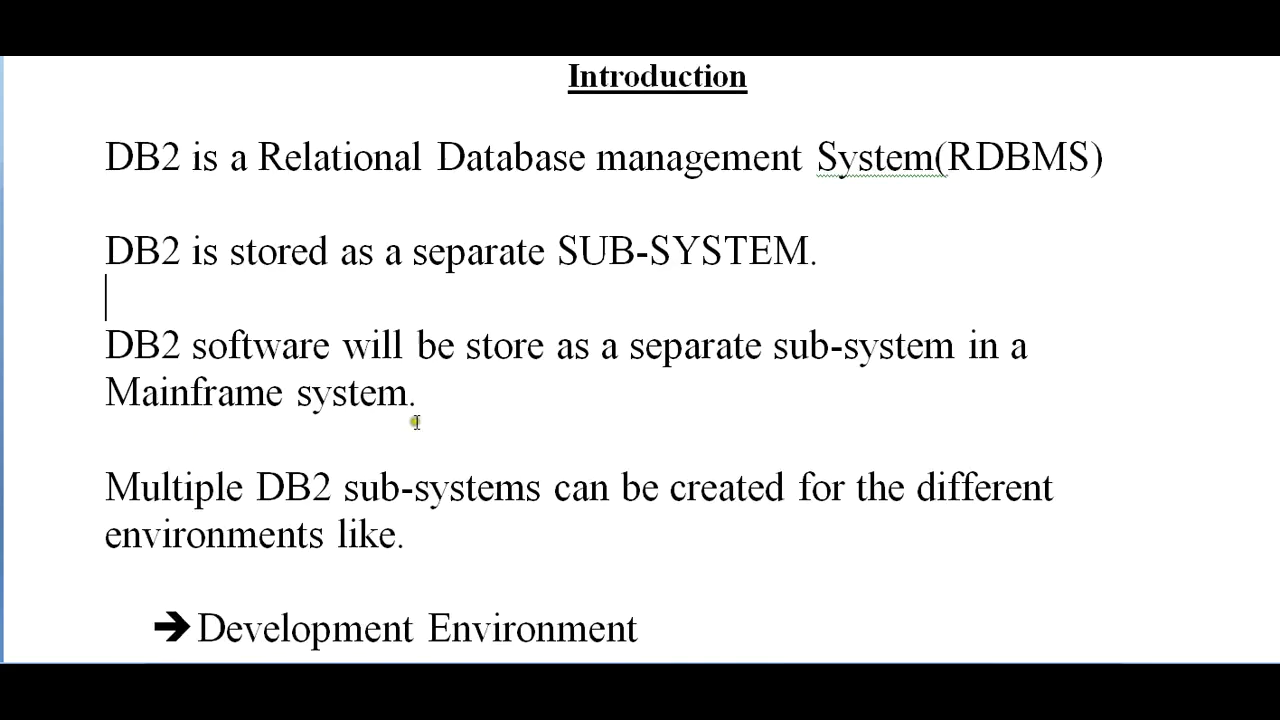 Introduction
DB2 is a Relational Database management System(RDBMS)
DB2 is stored as a separate SUB-SYSTEM.
DB2 software will be store as a separate sub-system in a
Mainframe system.
Multiple DB2 sub-systems can be created for the different
environments like.
➔ Development Environment